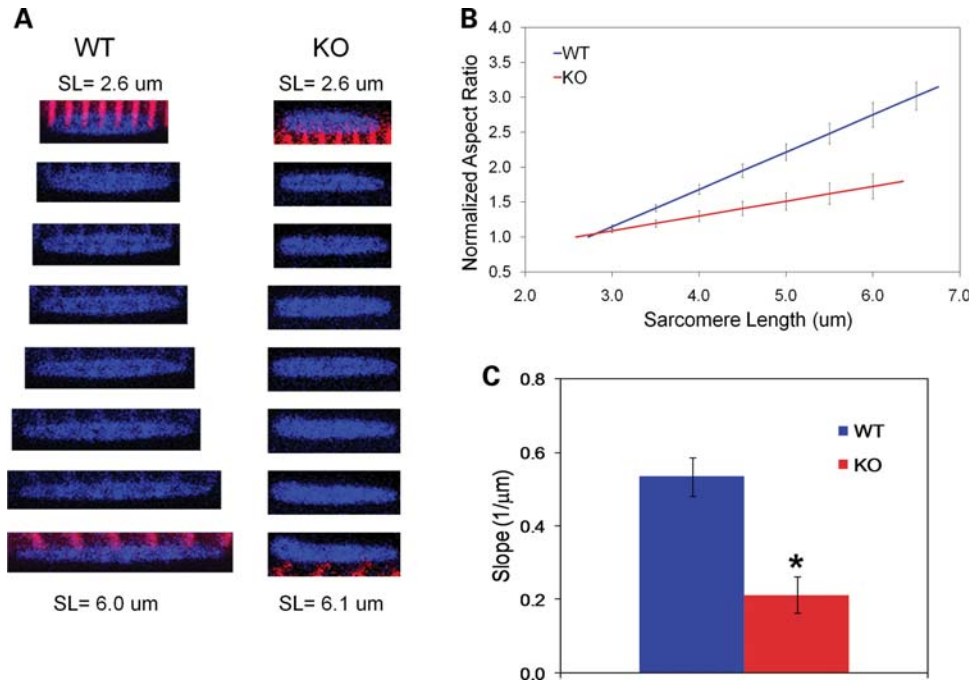 A
WT
KO
SL= 2.6 um
SL= 2.6 um
SL= 6.0 um
SL= 6.1 um
B
Normalized Aspect Ratio
4.0
3.5
3.0
2.5
2.0
1.5
1.0
0.5
WT
KO
2.0 3.0 4.0 5.0 6.0 7.0
Sarcomere Length (um)
C
Slope (1/μm)
0.8
0.6
0.4
0.2
0.0
WT
KO
*